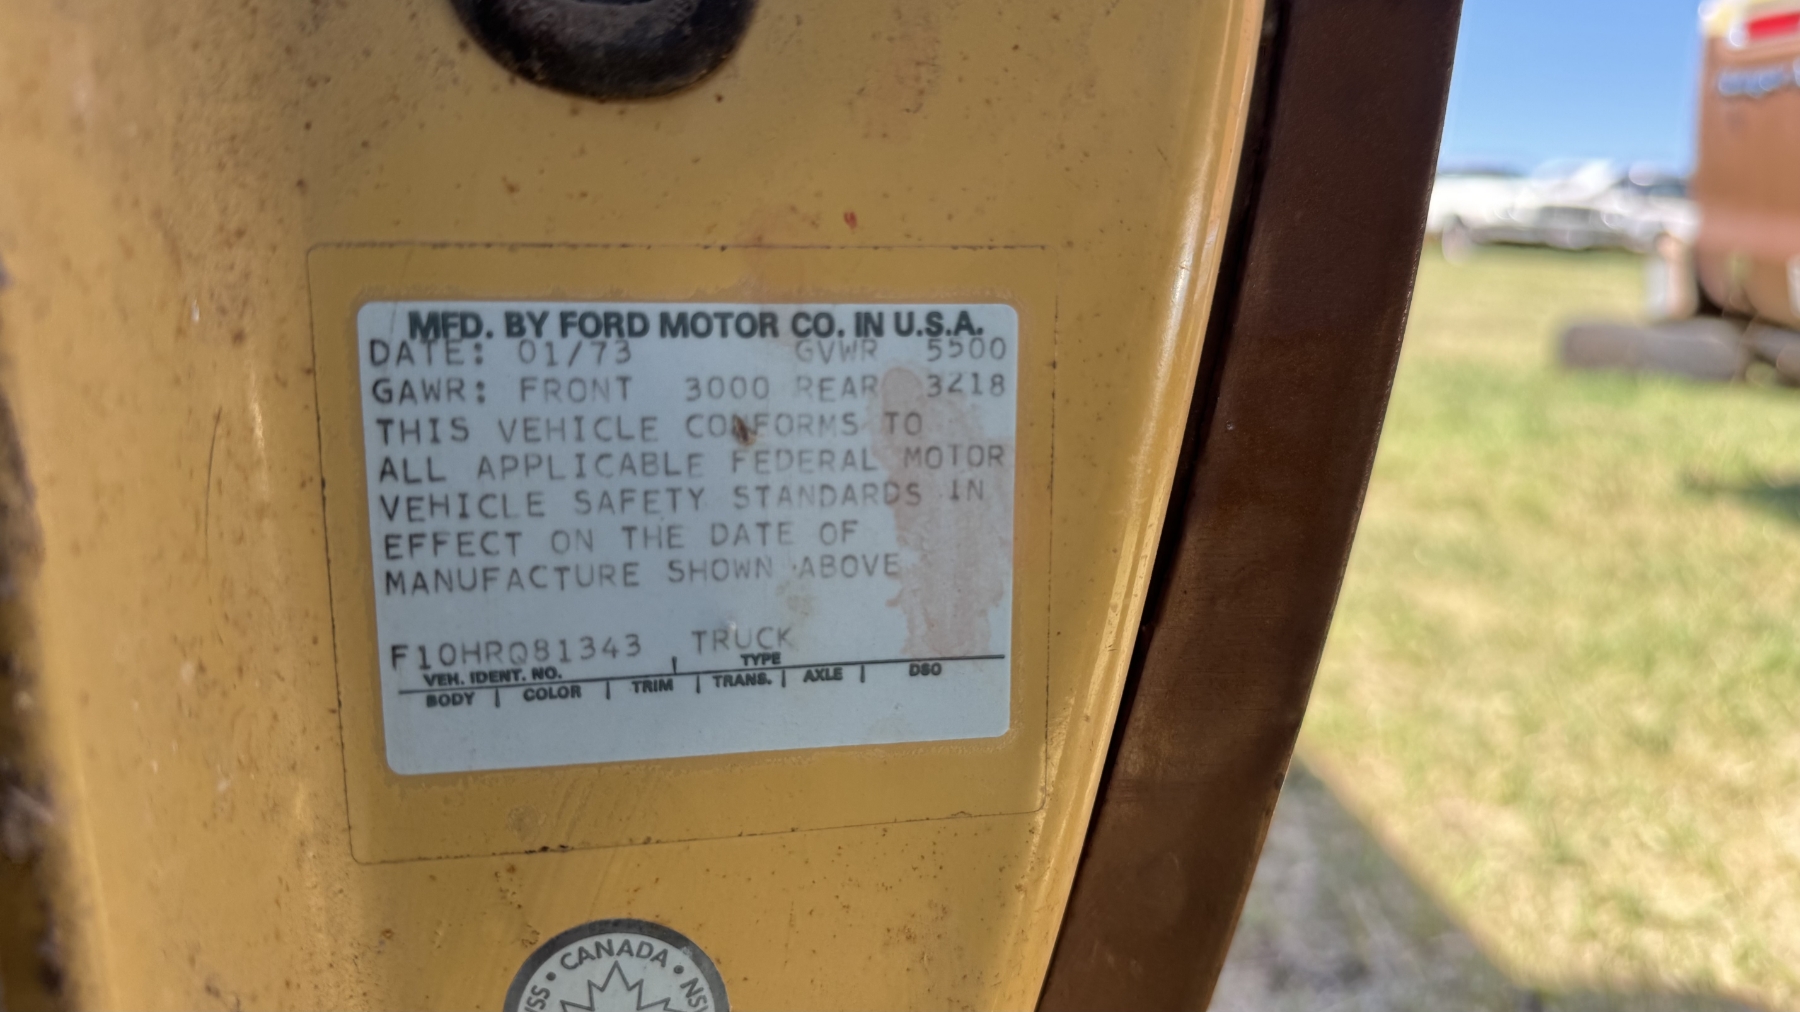 MFD. BY FORD MOTOR CO. IN U.S.A.
DATE: 01/73 GVWR 5500
GAWR: FRONT 3000 REAR 3218
THIS VEHICLE CONFORMS TO
ALL APPLICABLE FEDERAL MOTOR
VEHICLE SAFETY STANDARDS IN
EFFECT ON THE DATE OF
MANUFACTURE SHOWN ABOVE
F10HRQ81343 TRUCK
VEH. IDENT. NO. TYPE
BODY COLOR TRIM TRANS. AXLE DSO
• CANADA •